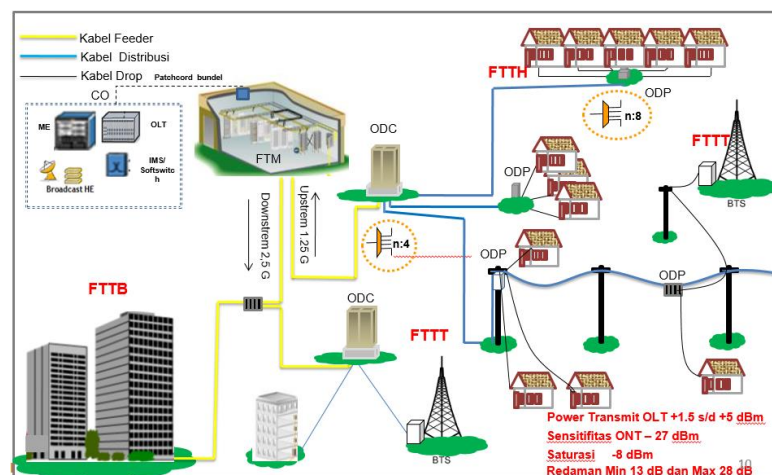 Kabel Feeder
Kabel Distribusi
Kabel Drop
Patchcord bundel
CO
ME
OLT
IMS/
Softswitc
h
Broadcast HE
FTM
ODC
FTTH
ODP
n:8
FTTT
BTS
ODP
Downstrem 2,5 G
Upstrem 1.25 G
n:4
ODP
ODP
FTTB
ODC
FTTT
BTS
Power Transmit OLT +1.5 s/d +5 dBm
Sensitifitas ONT – 27 dBm
Saturasi -8 dBm
Redaman Min 13 dB dan Max 28 dB
10